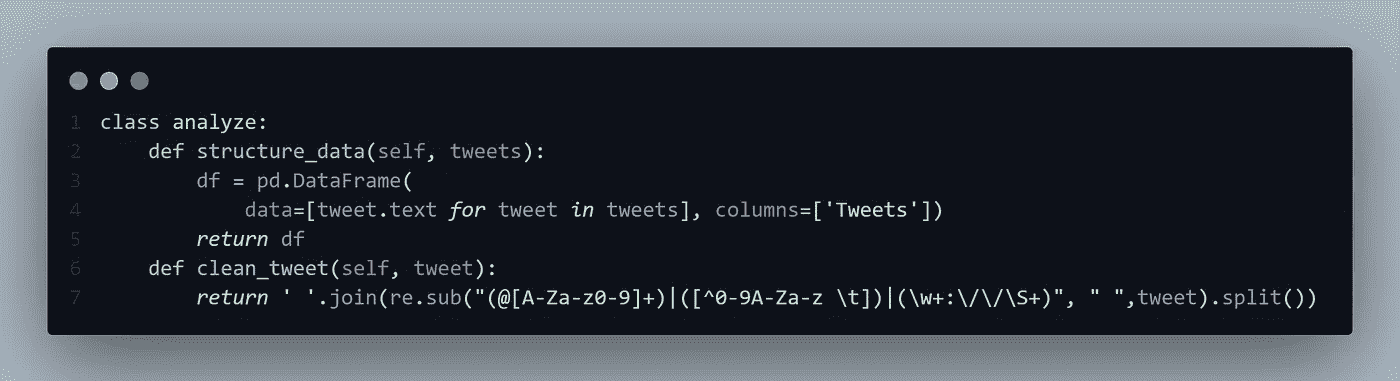 1 class analyze:
2     def structure_data(self, tweets):
3         df = pd.DataFrame(
4             data=[tweet.text for tweet in tweets], columns=['Tweets'])
5         return df
6     def clean_tweet(self, tweet):
7         return ' '.join(re.sub("(@[A-Za-z0-9]+)|([^0-9A-Za-z \t])|(\w+:\/\/\S+)", " ",tweet).split())